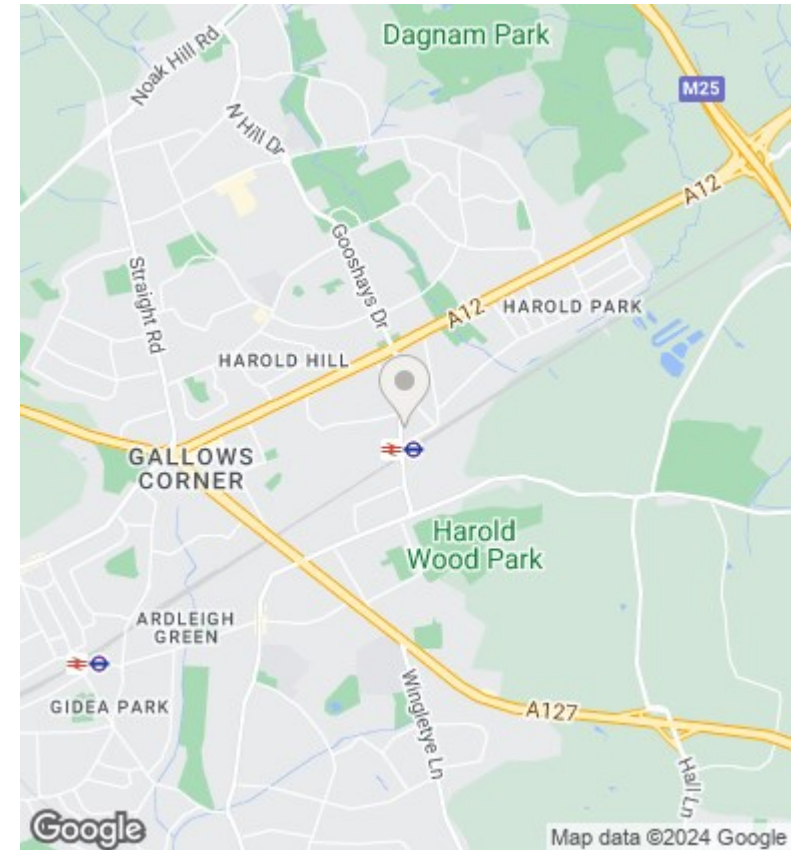 Dagnam Park
Noak Hill Rd
M25
N Hill Dr
A12
Gooshays Dr
Straight Rd
A12
HAROLD PARK
HAROLD HILL
GALLOWS
CORNER
Harold
Wood Park
ARDLEIGH
GREEN
GIDEA PARK
Wingletye Ln
A127
Hall Ln
Google
Map data ©2024 Google